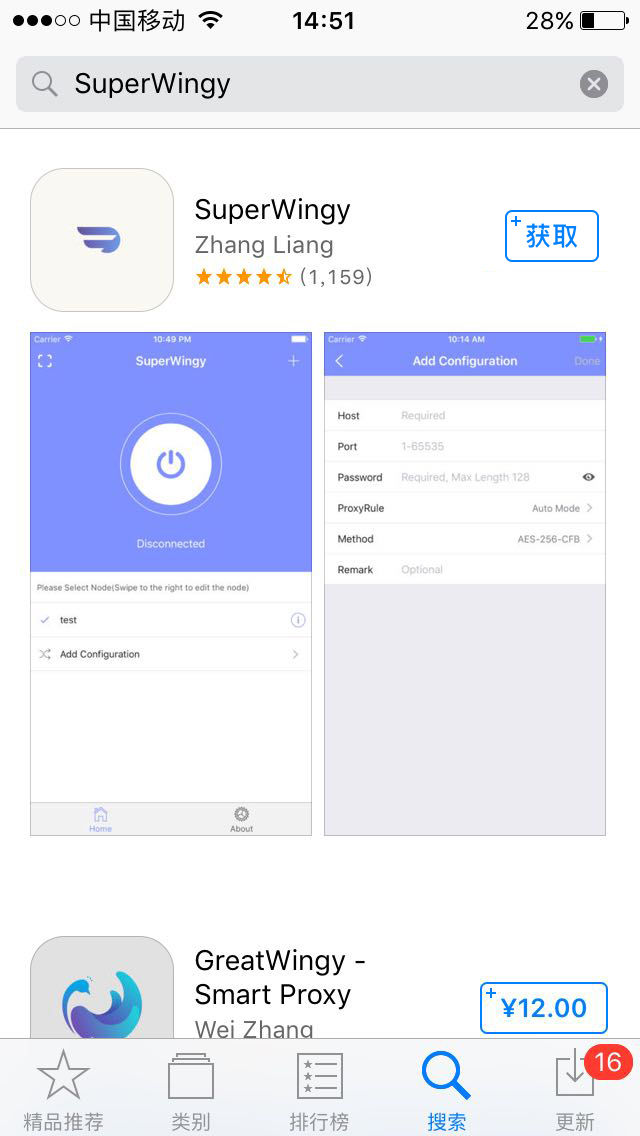 中国移动 14:51 28%
SuperWingy
SuperWingy
Zhang Liang
(1,159)
+ 获取
Carrier 10:49 PM
SuperWingy +
Disconnected
Please Select Node(Swipe to the right to edit the node)
test
Add Configuration
Home About
Carrier 10:14 AM
Add Configuration Done
Host Required
Port 1-65535
Password Required, Max Length 128
ProxyRule Auto Mode
Method AES-256-CFB
Remark Optional
GreatWingy -
Smart Proxy
Wei Zhang
+ ¥12.00
16
精品推荐 类别 排行榜 搜索 更新